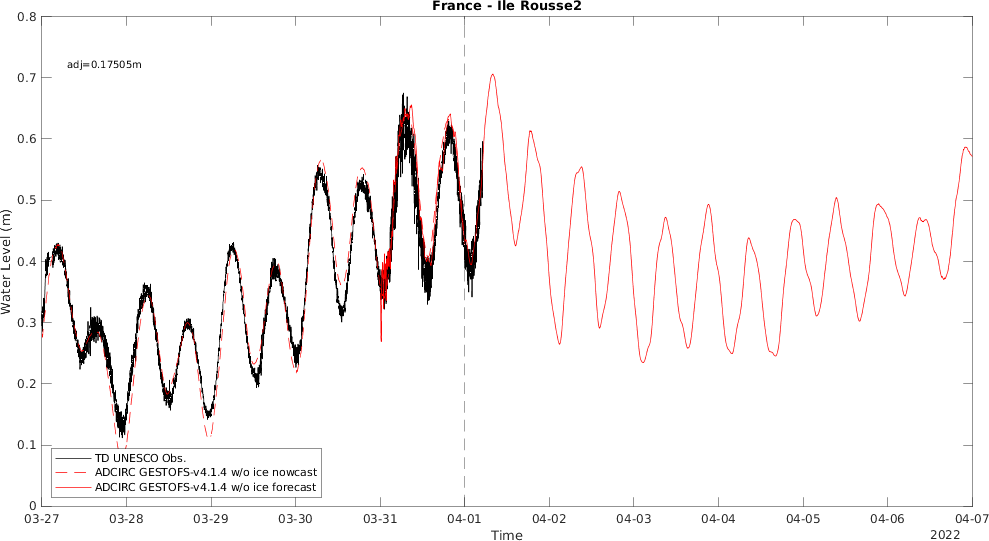 France - Ile Rousse2
adj=0.17505m
0.8
0.7
0.6
0.5
0.4
0.3
0.2
0.1
0
Water Level (m)
TD UNESCO Obs.
ADCIRC GESTOFS-v4.1.4 w/o ice nowcast
ADCIRC GESTOFS-v4.1.4 w/o ice forecast
03-27 03-28 03-29 03-30 03-31 04-01 04-02 04-03 04-04 04-05 04-06 04-07
Time
2022